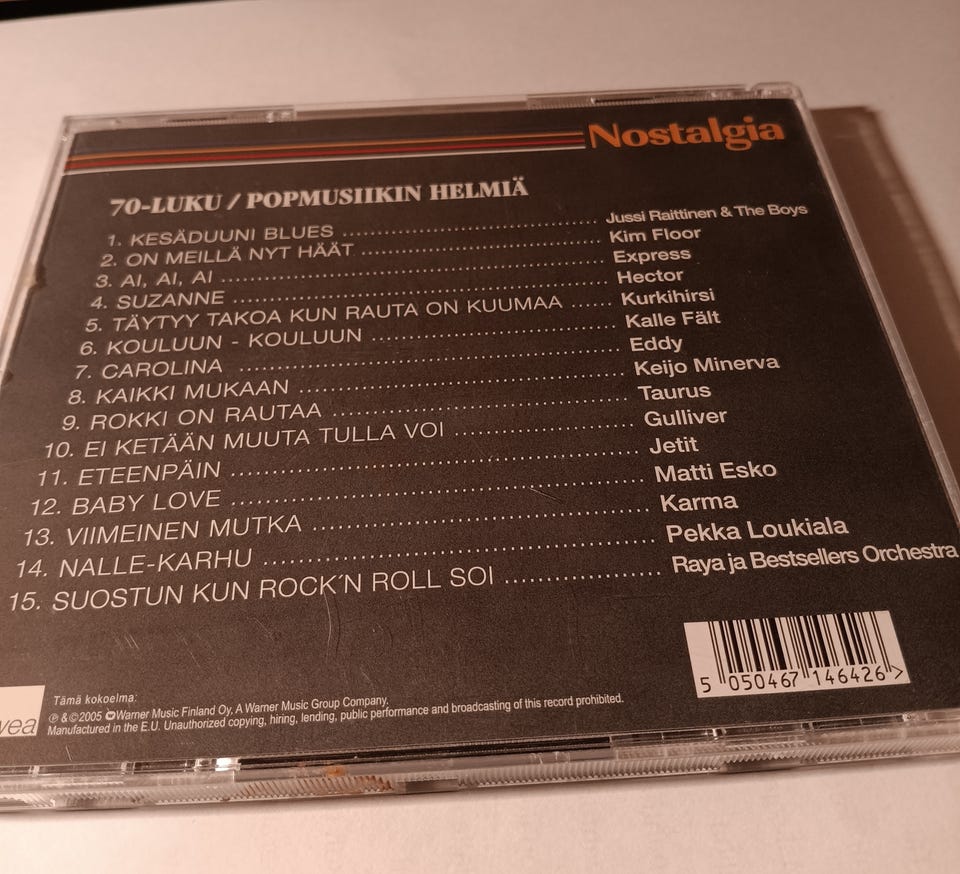 Nostalgia
70-LUKU / POPMUSIIKIN HELMIÄ
1. KESÄDUUNI BLUES ........ Jussi Raittinen & The Boys
2. ON MEILLÄ NYT HÄÄT ........ Kim Floor
3. AI, AI, AI ........ Express
4. SUZANNE ........ Hector
5. TÄYTYY TAKOA KUN RAUTA ON KUUMAA ...... Kurkihirsi
6. KOULUUN - KOULUUN ........ Kalle Fält
7. CAROLINA ........ Eddy
8. KAIKKI MUKAAN ........ Keijo Minerva
9. ROKKI ON RAUTAA ........ Taurus
10. EI KETÄÄN MUUTA TULLA VOI ........ Gulliver
11. ETEENPÄIN ........ Jetit
12. BABY LOVE ........ Matti Esko
13. VIIMEINEN MUTKA ........ Karma
14. NALLE-KARHU ........ Pekka Loukiala
15. SUOSTUN KUN ROCK'N ROLL SOI ........ Raya ja Bestsellers Orchestra
5 050467 146426 >
wea
Tämä kokoelma:
℗ & © 2005 Warner Music Finland Oy, A Warner Music Group Company.
Manufactured in the E.U. Unauthorized copying, hiring, lending, public performance and broadcasting of this record prohibited.